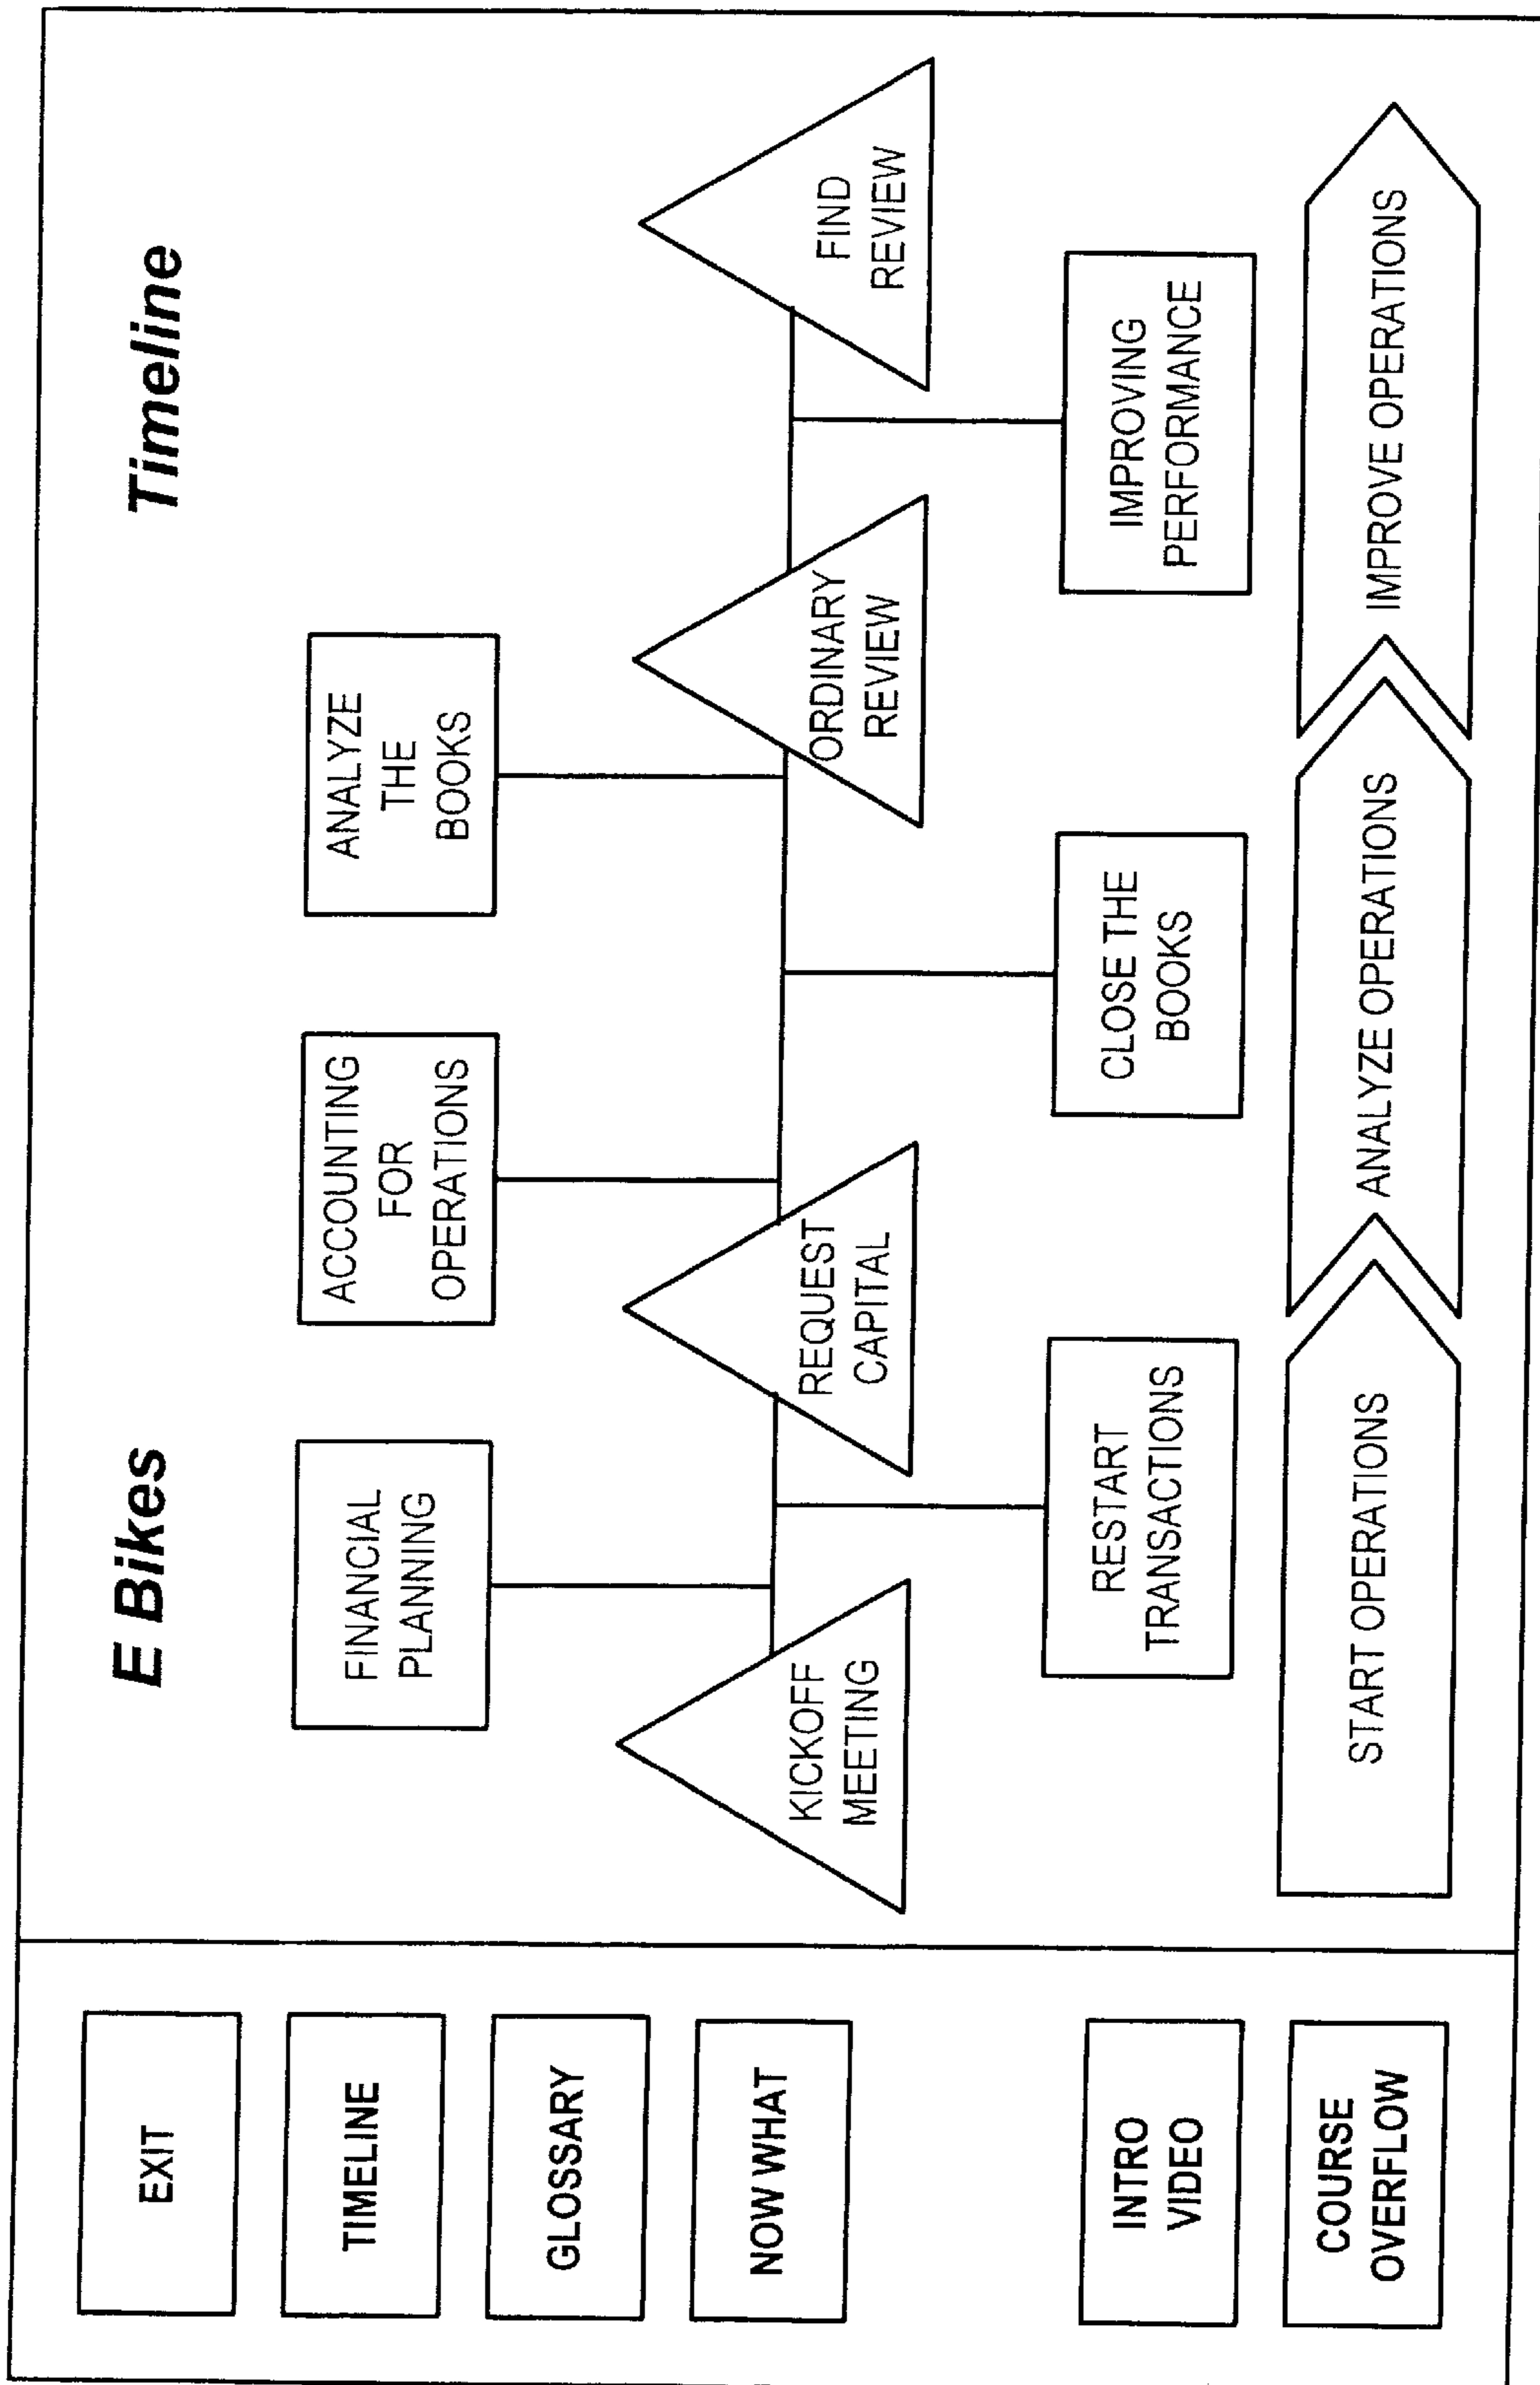 E Bikes
Timeline
EXIT
TIMELINE
GLOSSARY
NOW WHAT
INTRO
VIDEO
COURSE
OVERFLOW
FINANCIAL
PLANNING
ACCOUNTING
FOR
OPERATIONS
ANALYZE
THE
BOOKS
KICKOFF
MEETING
REQUEST
CAPITAL
ORDINARY
REVIEW
FIND
REVIEW
RESTART
TRANSACTIONS
CLOSE THE
BOOKS
IMPROVING
PERFORMANCE
START OPERATIONS
ANALYZE OPERATIONS
IMPROVE OPERATIONS